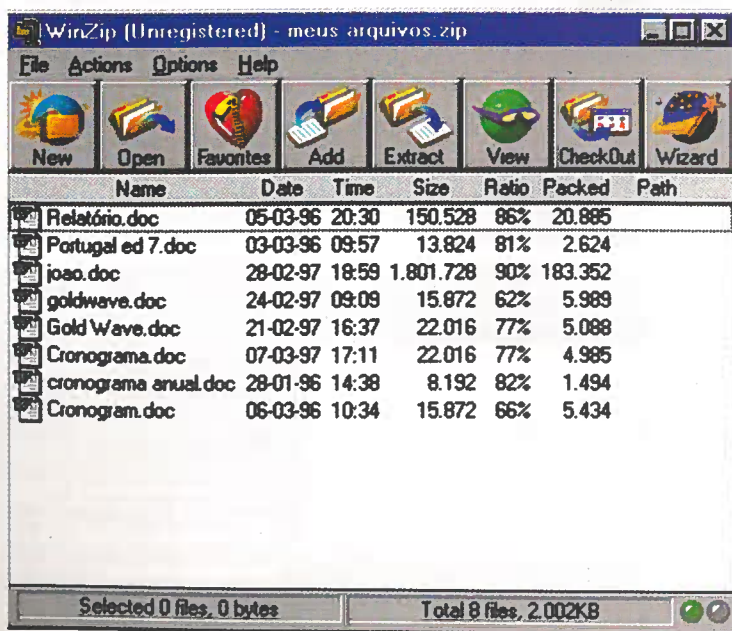 WinZip (Unregistered) - meus arquivos.zip
File Actions Options Help
New Open Favorites Add Extract View CheckOut Wizard
Name Date Time Size Ratio Packed Path
Relatório.doc 05-03-96 20:30 150.528 86% 20.885
Portugal ed 7.doc 03-03-96 09:57 13.824 81% 2.624
joao.doc 28-02-97 18:59 1.801.728 90% 183.352
goldwave.doc 24-02-97 09:09 15.872 62% 5.989
Gold Wave.doc 21-02-97 16:37 22.016 77% 5.088
Cronograma.doc 07-03-97 17:11 22.016 77% 4.985
cronograma anual.doc 28-01-96 14:38 8.192 82% 1.494
Cronogram.doc 06-03-96 10:34 15.872 66% 5.434
Selected 0 files, 0 bytes Total 8 files, 2.002KB